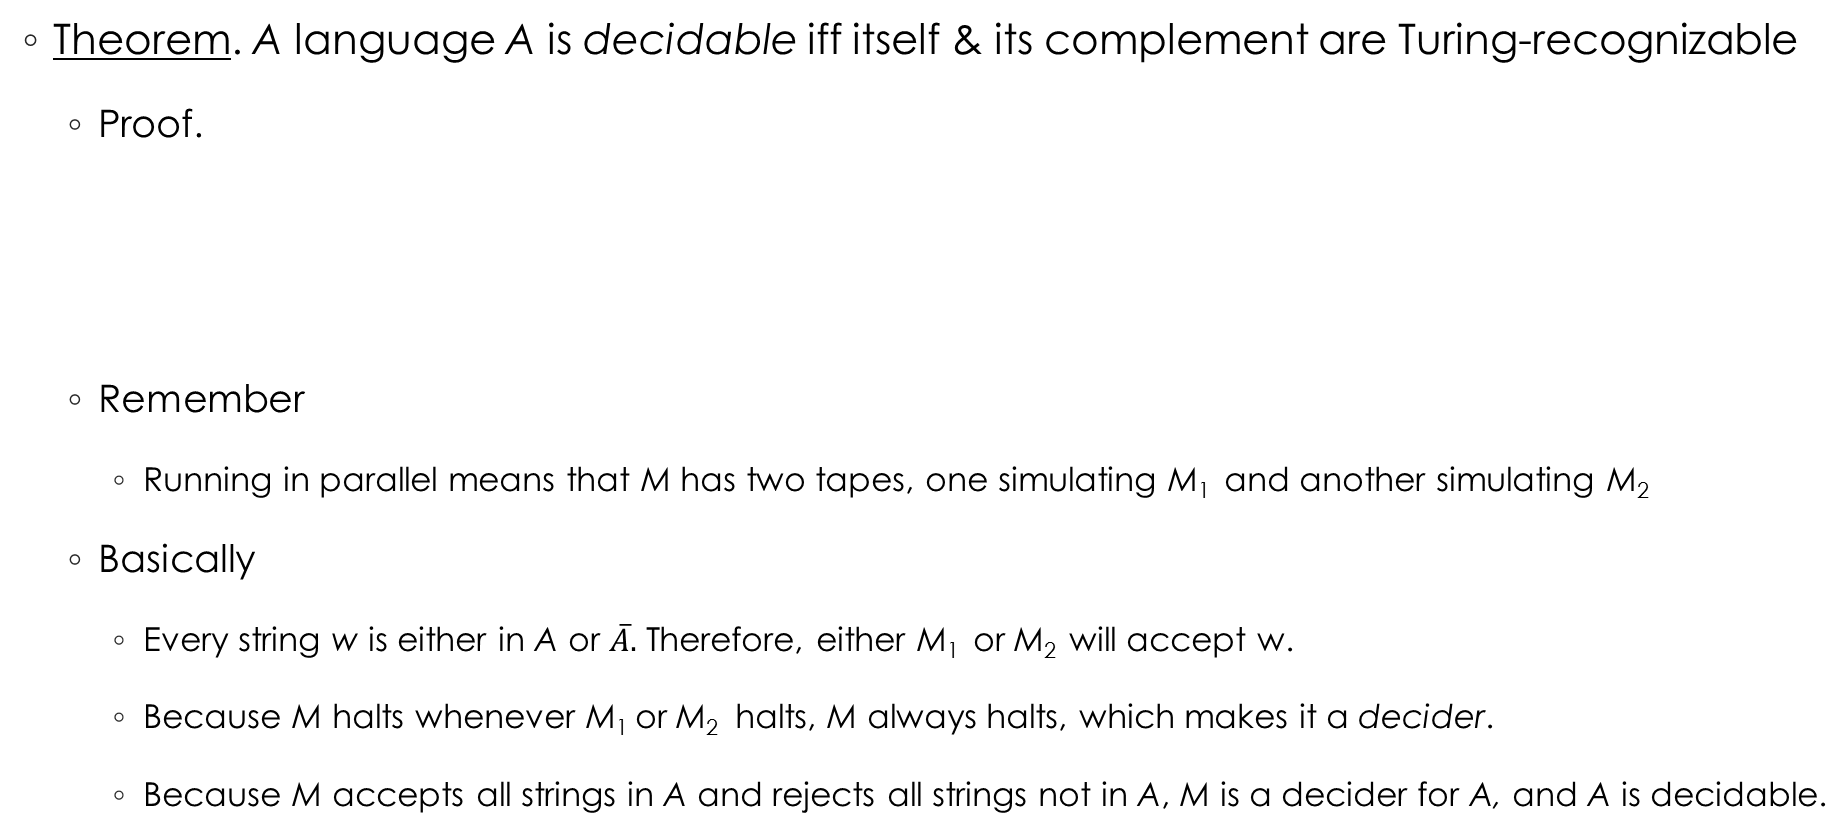 ◦ Theorem. A language A is decidable iff itself & its complement are Turing-recognizable
◦ Proof.
◦ Remember
◦ Running in parallel means that M has two tapes, one simulating M₁ and another simulating M₂
◦ Basically
◦ Every string w is either in A or Ā. Therefore, either M₁ or M₂ will accept w.
◦ Because M halts whenever M₁ or M₂ halts, M always halts, which makes it a decider.
◦ Because M accepts all strings in A and rejects all strings not in A, M is a decider for A, and A is decidable.